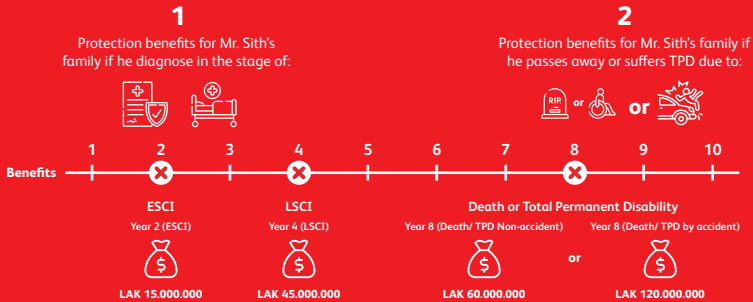 1
Protection benefits for Mr. Sith's
family if he diagnose in the stage of:
2
Protection benefits for Mr. Sith's family if
he passes away or suffers TPD due to:
RIP.
or
or
1 2 3 4 5 6 7 8 9 10
Benefits
ESCI
Year 2 (ESCI)
LAK 15.000.000
LSCI
Year 4 (LSCI)
LAK 45.000.000
Death or Total Permanent Disability
Year 8 (Death/ TPD Non-accident)
LAK 60.000.000
or
Year 8 (Death/ TPD by accident)
LAK 120.000.000